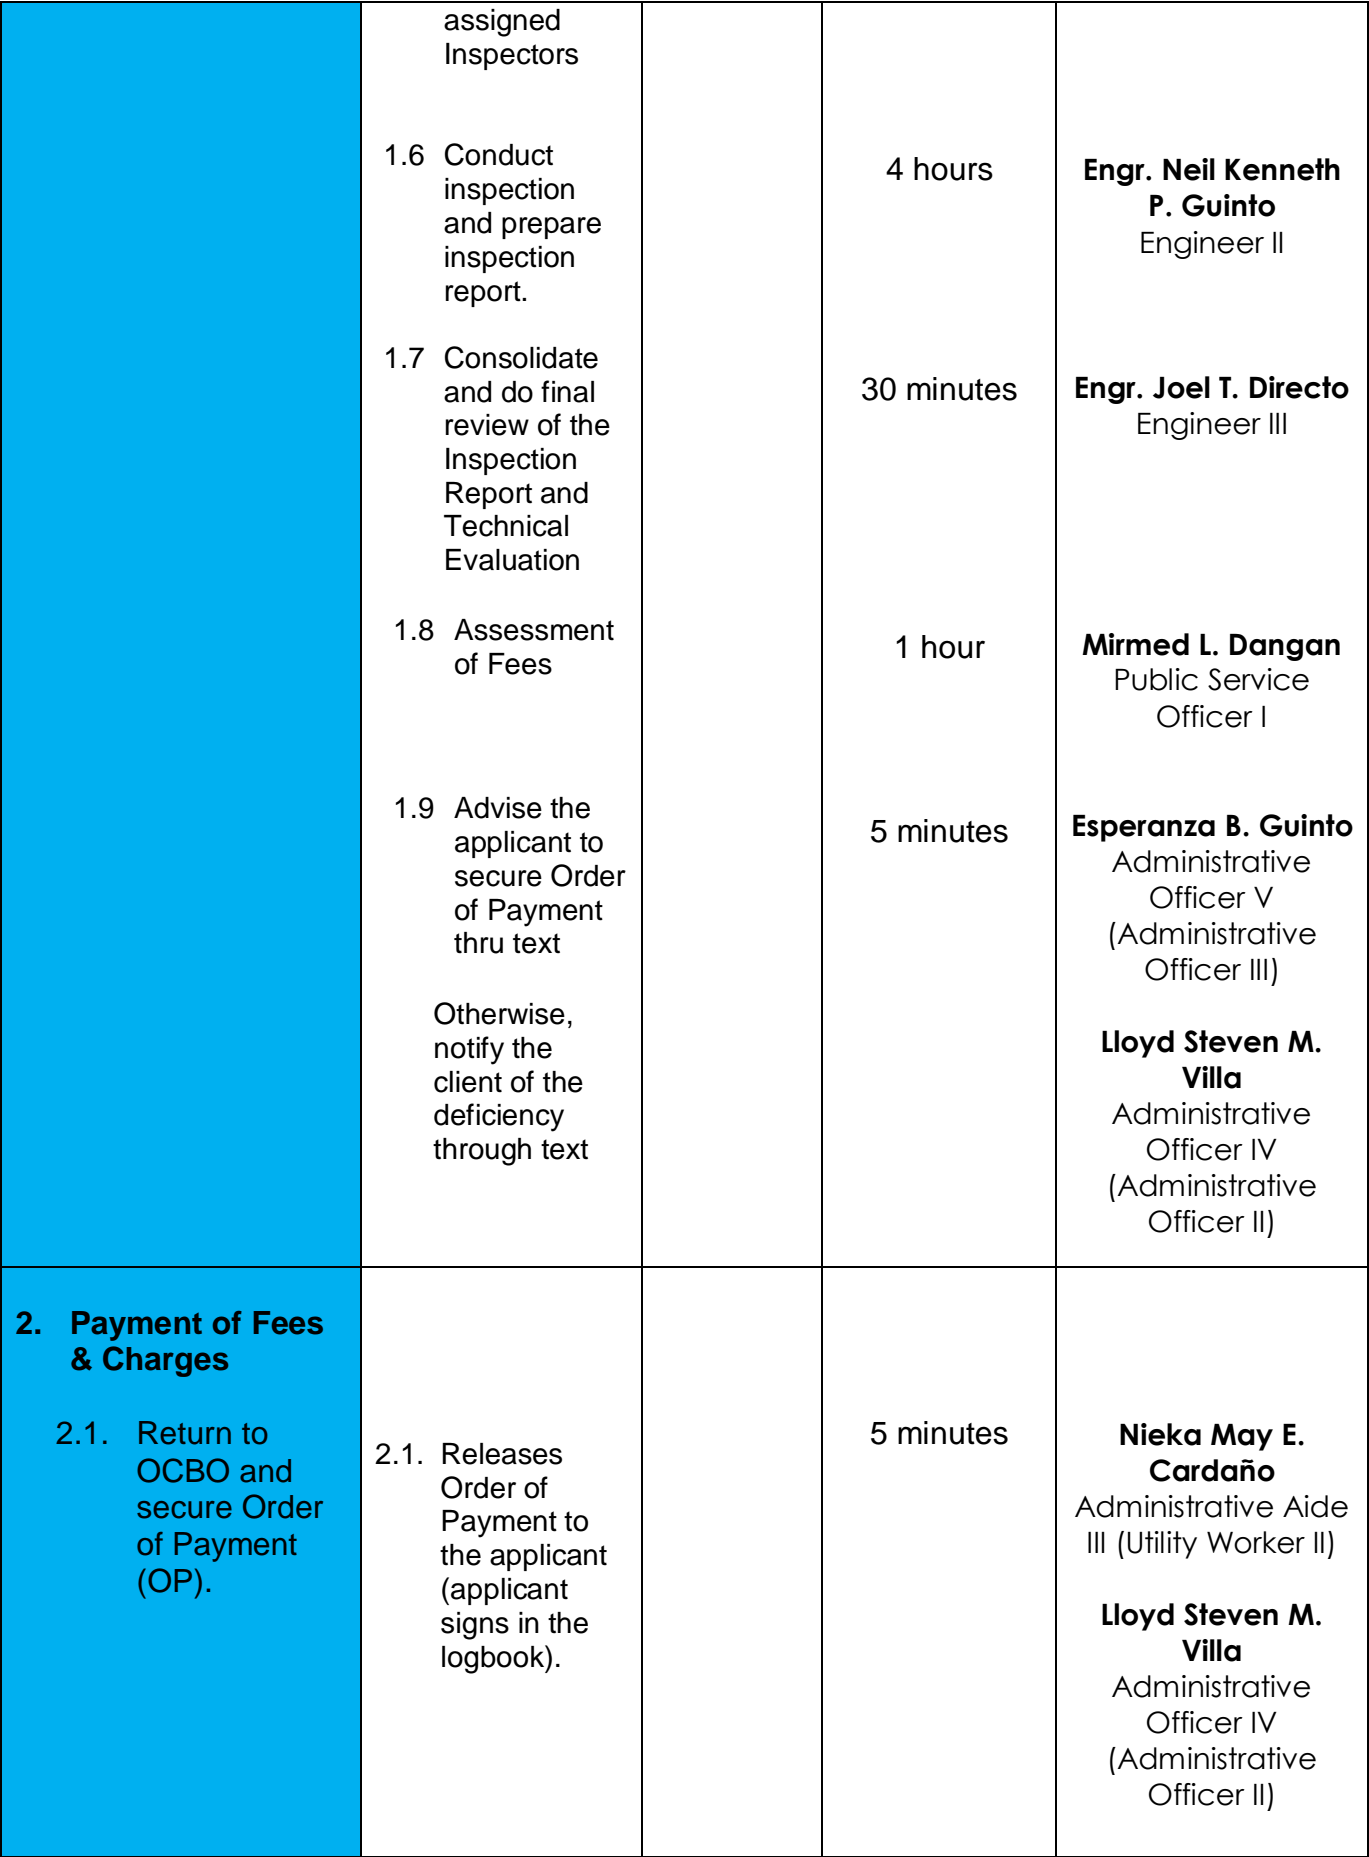 assigned
Inspectors
1.6 Conduct
inspection
and prepare
inspection
report.
4 hours
Engr. Neil Kenneth
P. Guinto
Engineer II
1.7 Consolidate
and do final
review of the
Inspection
Report and
Technical
Evaluation
30 minutes
Engr. Joel T. Directo
Engineer III
1.8 Assessment
of Fees
1 hour
Mirmed L. Dangan
Public Service
Officer I
1.9 Advise the
applicant to
secure Order
of Payment
thru text
Otherwise,
notify the
client of the
deficiency
through text
5 minutes
Esperanza B. Guinto
Administrative
Officer V
(Administrative
Officer III)
Lloyd Steven M.
Villa
Administrative
Officer IV
(Administrative
Officer II)
2. Payment of Fees
& Charges
2.1. Return to
OCBO and
secure Order
of Payment
(OP).
2.1. Releases
Order of
Payment to
the applicant
(applicant
signs in the
logbook).
5 minutes
Nieka May E.
Cardaño
Administrative Aide
III (Utility Worker II)
Lloyd Steven M.
Villa
Administrative
Officer IV
(Administrative
Officer II)